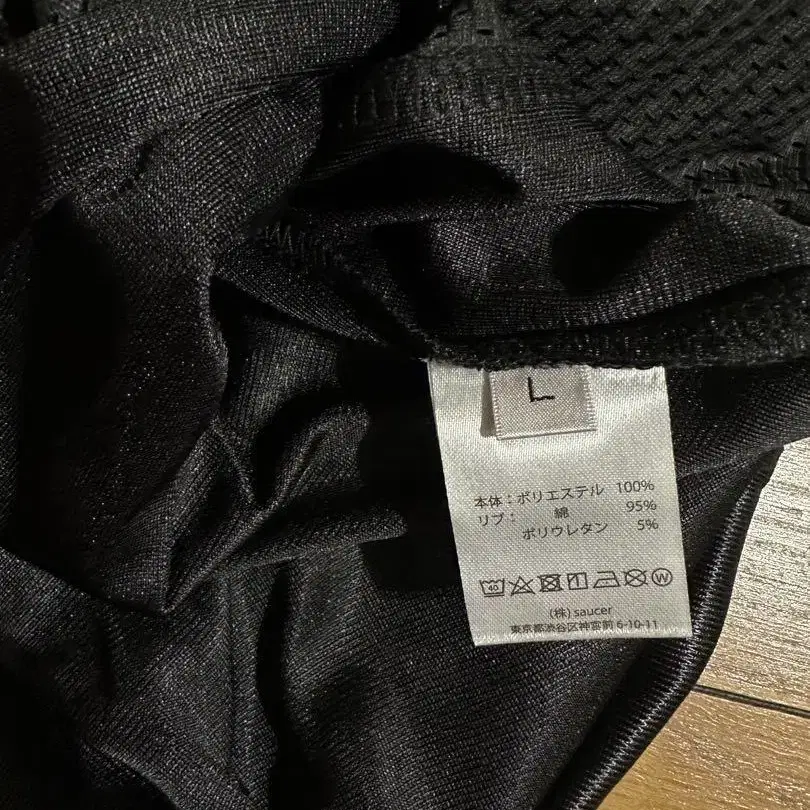 L
本体：ポリエステル 100%
リブ： 綿 95%
ポリウレタン 5%
40 W
(株) saucer
東京都渋谷区神宮前 6-10-11